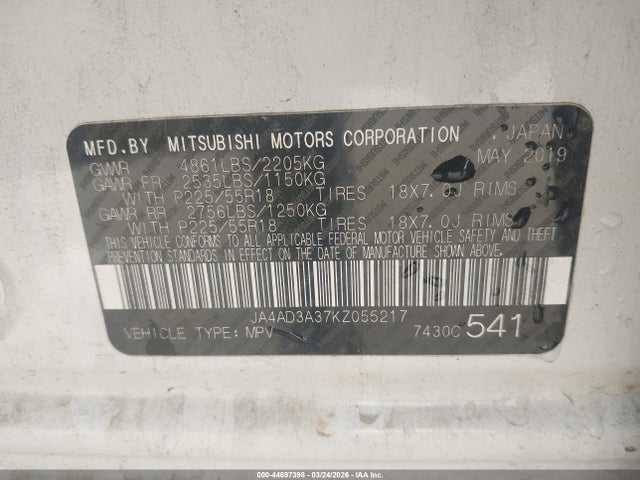 MFD.BY MITSUBISHI MOTORS CORPORATION JAPAN
GVWR 4861LBS/2205KG MAY 2019
GAWR FR 2535LBS/1150KG
WITH P225/55R18 TIRES 18X7.0J RIMS
GAWR RR 2756LBS/1250KG
WITH P225/55R18 TIRES 18X7.0J RIMS
THIS VEHICLE CONFORMS TO ALL APPLICABLE FEDERAL MOTOR VEHICLE SAFETY AND THEFT
PREVENTION STANDARDS IN EFFECT ON THE DATE OF MANUFACTURE SHOWN ABOVE.
JA4AD3A37KZ055217
VEHICLE TYPE: MPV 7430C 541
000-44697398 - 03/24/2026 - IAA Inc.